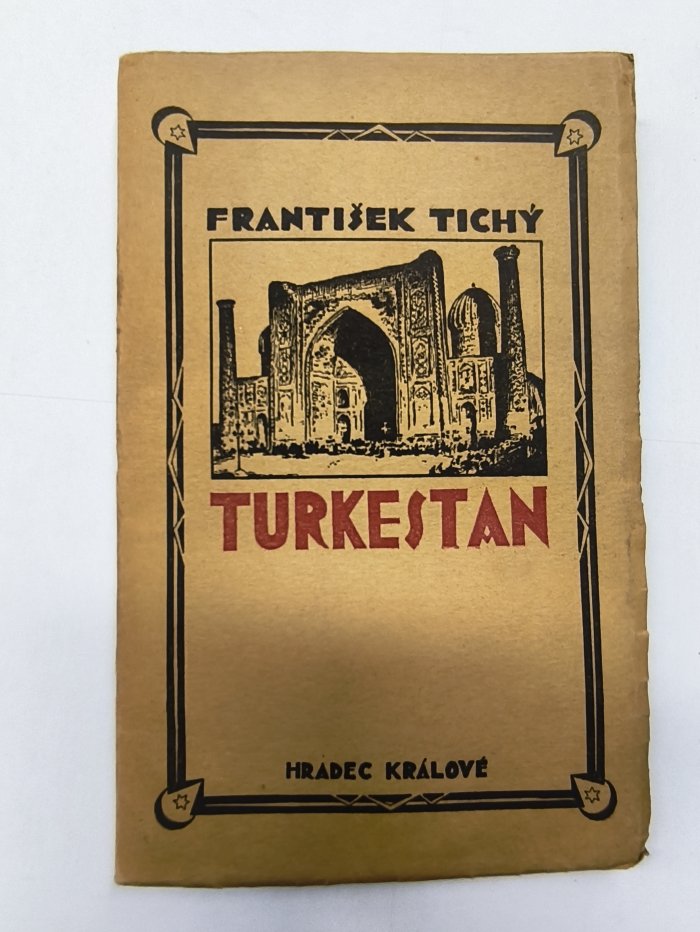 FRANTIŠEK TICHÝ
TURKESTAN
HRADEC KRÁLOVÉ